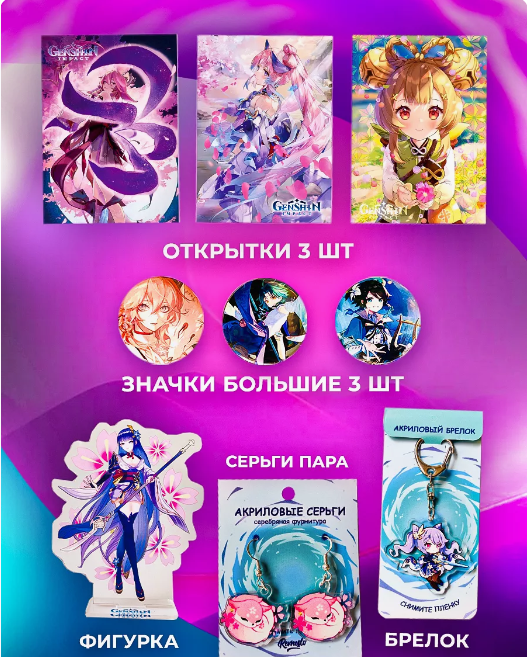 GENSHIN
IMPACT
GENSHIN
IMPACT
GENSHIN
IMPACT
ОТКРЫТКИ 3 ШТ
ЗНАЧКИ БОЛЬШИЕ 3 ШТ
АКРИЛОВЫЙ БРЕЛОК
СЕРЬГИ ПАРА
АКРИЛОВЫЕ СЕРЬГИ
серебряная фурнитура
СНИМИТЕ ПЛЕНКУ
GENSHIN
ФИГУРКА
БРЕЛОК